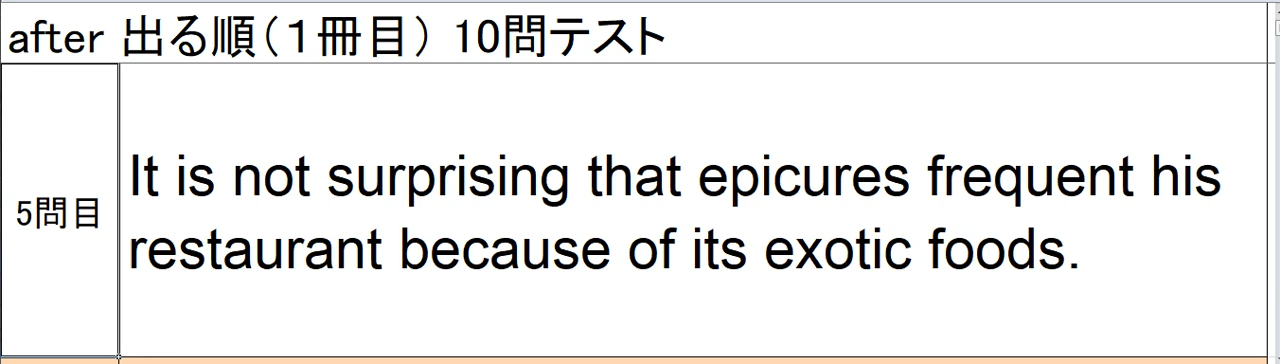 after 出る順（１冊目） 10問テスト
5問目
It is not surprising that epicures frequent his
restaurant because of its exotic foods.